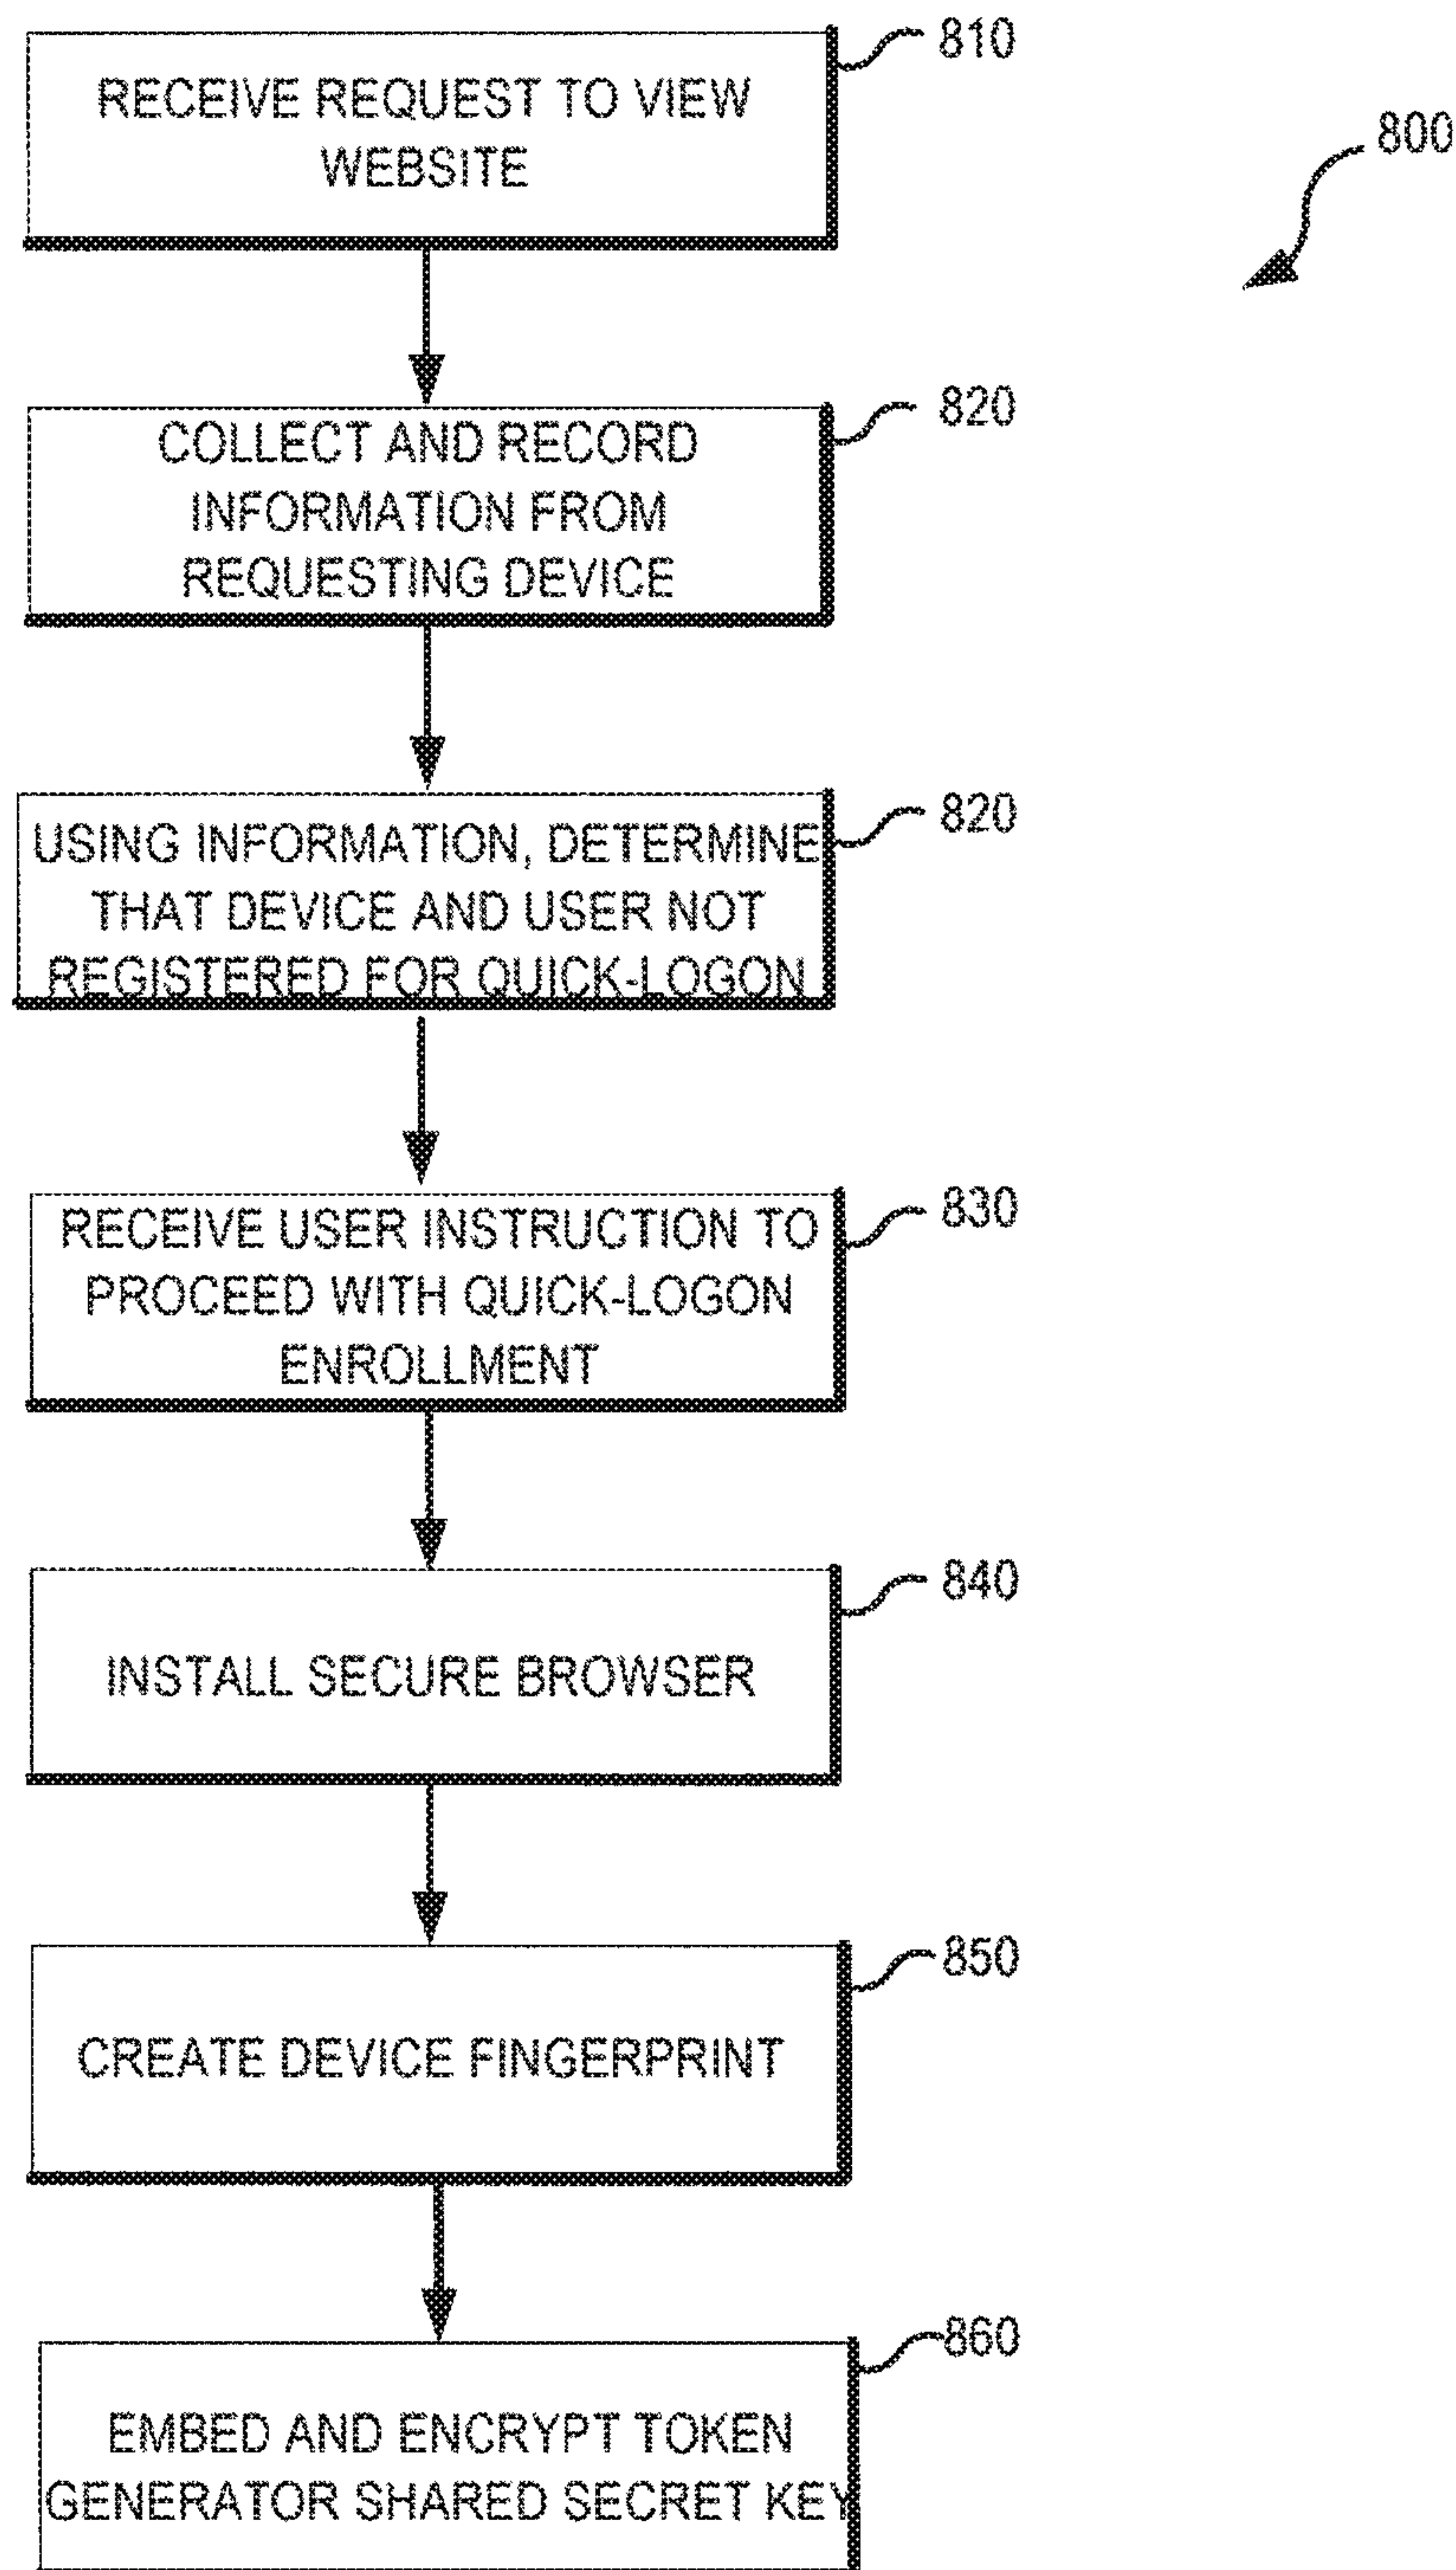 RECEIVE REQUEST TO VIEW
WEBSITE
810
800
COLLECT AND RECORD
INFORMATION FROM
REQUESTING DEVICE
820
USING INFORMATION, DETERMINE
THAT DEVICE AND USER NOT
REGISTERED FOR QUICK-LOGON
820
RECEIVE USER INSTRUCTION TO
PROCEED WITH QUICK-LOGON
ENROLLMENT
830
INSTALL SECURE BROWSER
840
CREATE DEVICE FINGERPRINT
850
EMBED AND ENCRYPT TOKEN
GENERATOR SHARED SECRET KEY
860